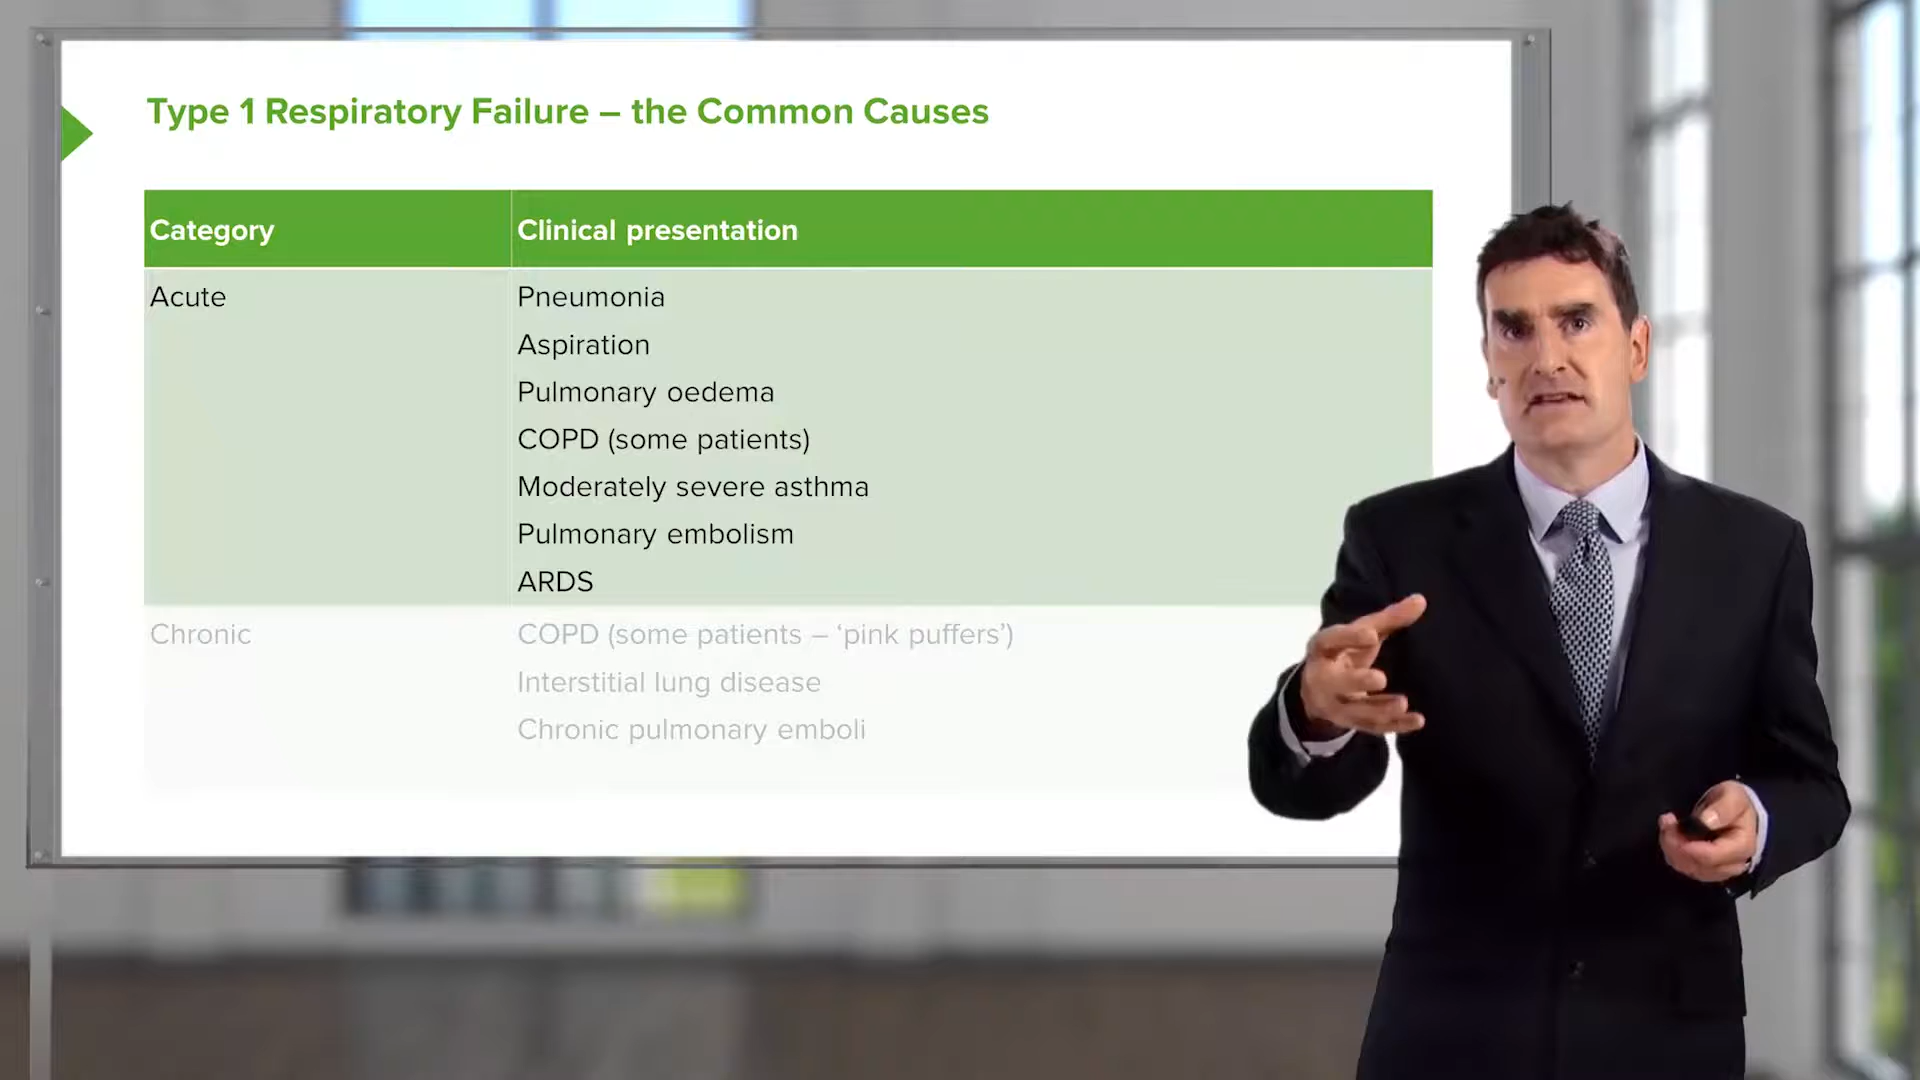 Type 1 Respiratory Failure – the Common Causes
Category Clinical presentation
Acute Pneumonia
Aspiration
Pulmonary oedema
COPD (some patients)
Moderately severe asthma
Pulmonary embolism
ARDS
Chronic COPD (some patients – ‘pink puffers’)
Interstitial lung disease
Chronic pulmonary emboli